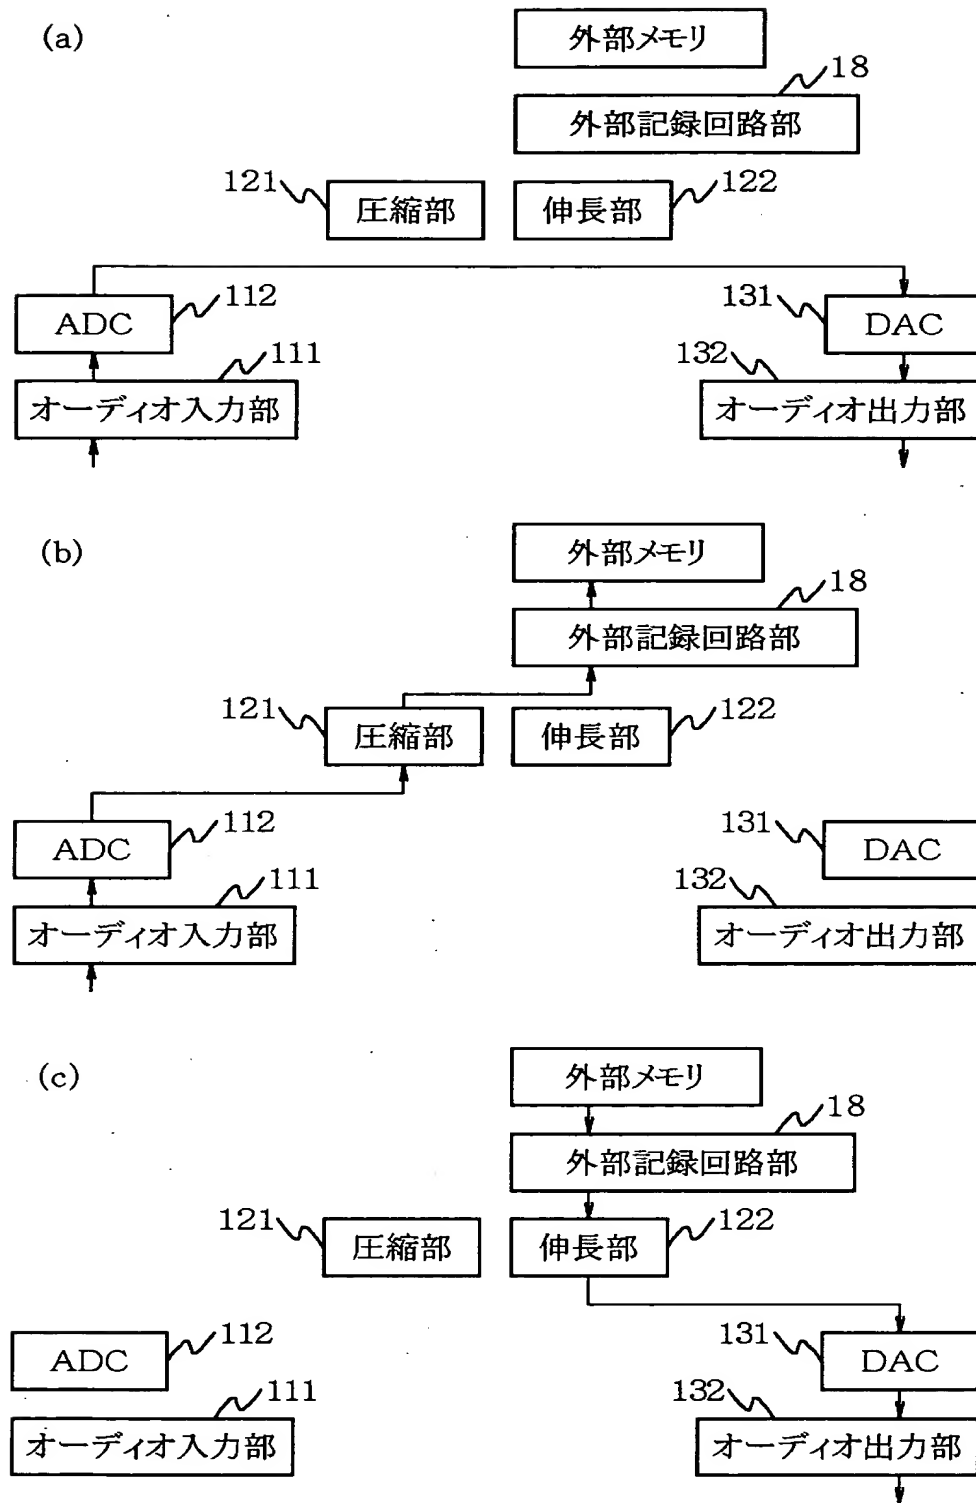 (a)
外部メモリ
18
外部記録回路部
121
圧縮部
伸長部
122
ADC
112
131
DAC
111
132
オーディオ入力部
オーディオ出力部
(b)
外部メモリ
18
外部記録回路部
121
圧縮部
伸長部
122
ADC
112
131
DAC
111
132
オーディオ入力部
オーディオ出力部
(c)
外部メモリ
18
外部記録回路部
121
圧縮部
伸長部
122
ADC
112
131
DAC
111
132
オーディオ入力部
オーディオ出力部